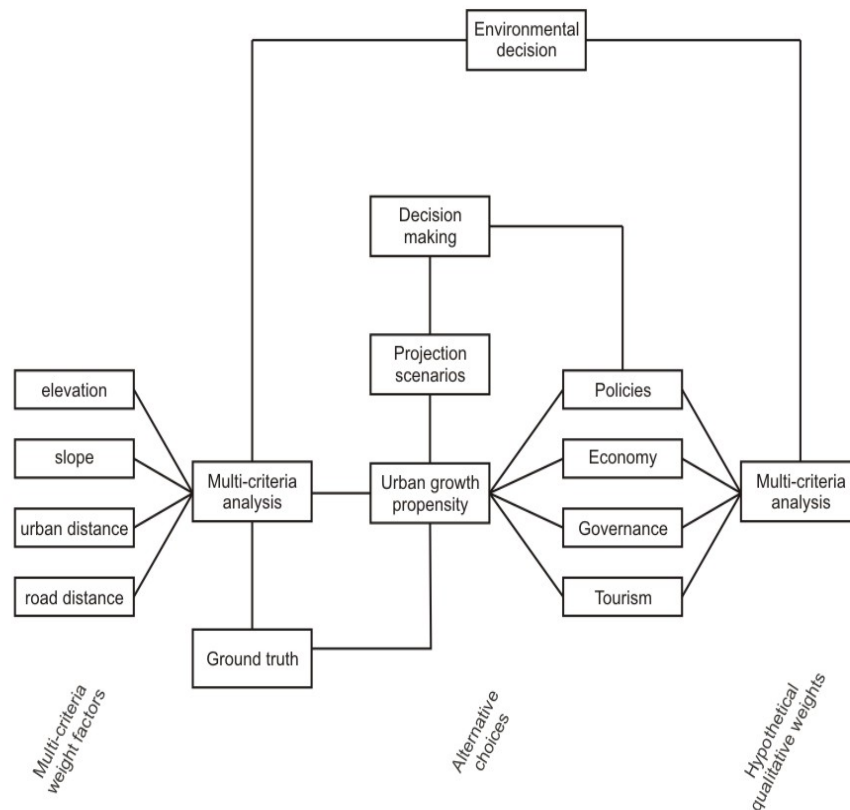 Environmental
decision
Decision
making
Projection
scenarios
elevation
slope
urban distance
road distance
Multi-criteria
analysis
Urban growth
propensity
Policies
Economy
Governance
Tourism
Multi-criteria
analysis
Ground truth
Multi-criteria
weight factors
Alternative
choices
Hypothetical
qualitative weights